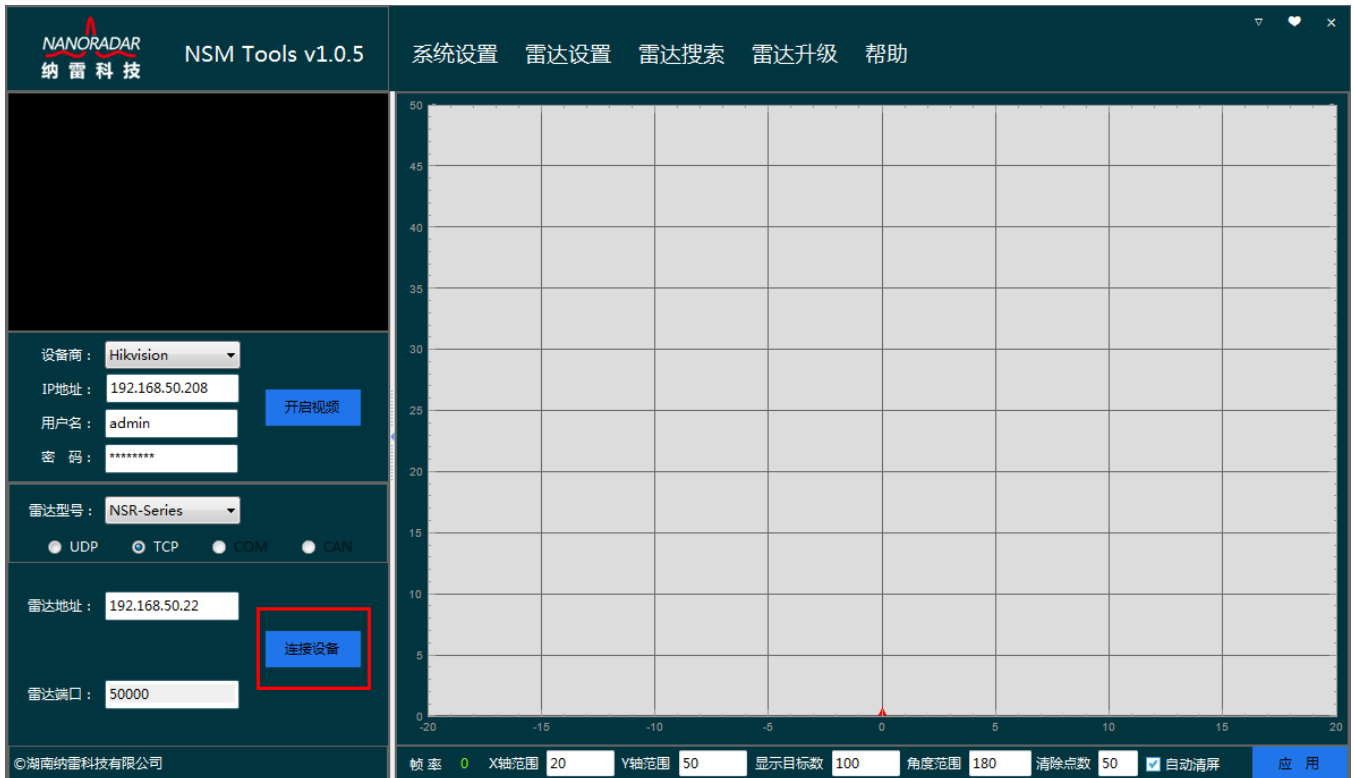 NANORADAR
纳雷科技
NSM Tools v1.0.5
系统设置 雷达设置 雷达搜索 雷达升级 帮助
设备商： Hikvision
IP地址： 192.168.50.208
用户名： admin
密 码： ********
开启视频
雷达型号： NSR-Series
UDP TCP COM CAN
雷达地址： 192.168.50.22
连接设备
雷达端口： 50000
©湖南纳雷科技有限公司
50
45
40
35
30
25
20
15
10
5
0
-20 -15 -10 -5 0 5 10 15 20
帧 率 0 X轴范围 20 Y轴范围 50 显示目标数 100 角度范围 180 清除点数 50 自动清屏 应 用